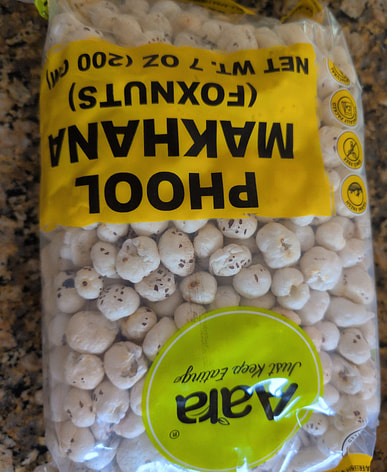 Aara®
Just Keep Eating®
PHOOL
MAKHANA
(FOXNUTS)
NET WT. 7 OZ (200 GM)